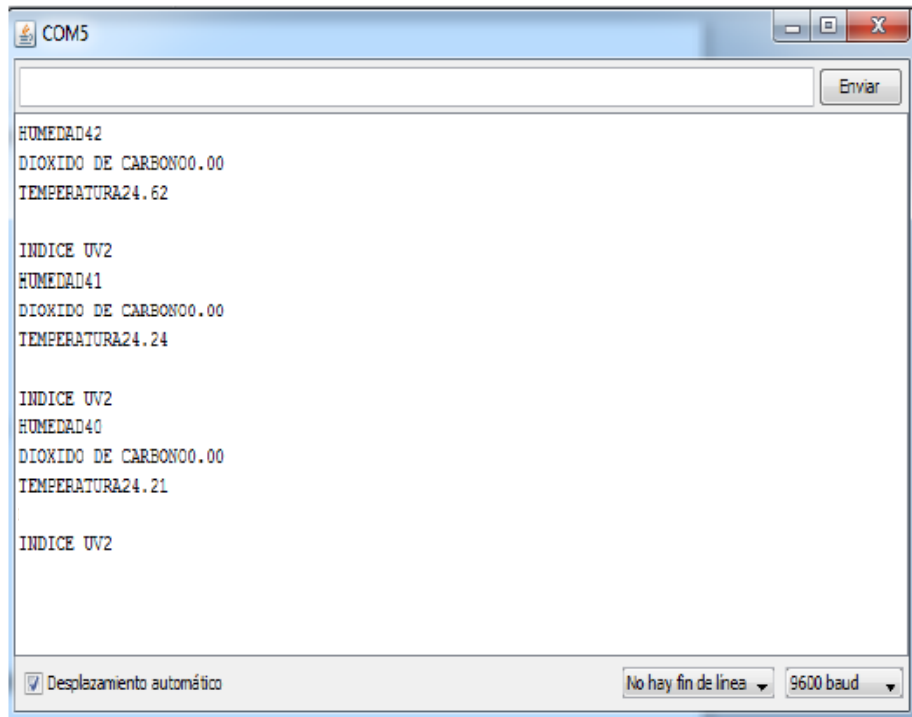 COM5
Enviar
HUMEDAD42
DIOXIDO DE CARBONO0.00
TEMPERATURA24.62
INDICE UV2
HUMEDAD41
DIOXIDO DE CARBONO0.00
TEMPERATURA24.24
INDICE UV2
HUMEDAD40
DIOXIDO DE CARBONO0.00
TEMPERATURA24.21
INDICE UV2
Desplazamiento automático
No hay fin de línea
9600 baud